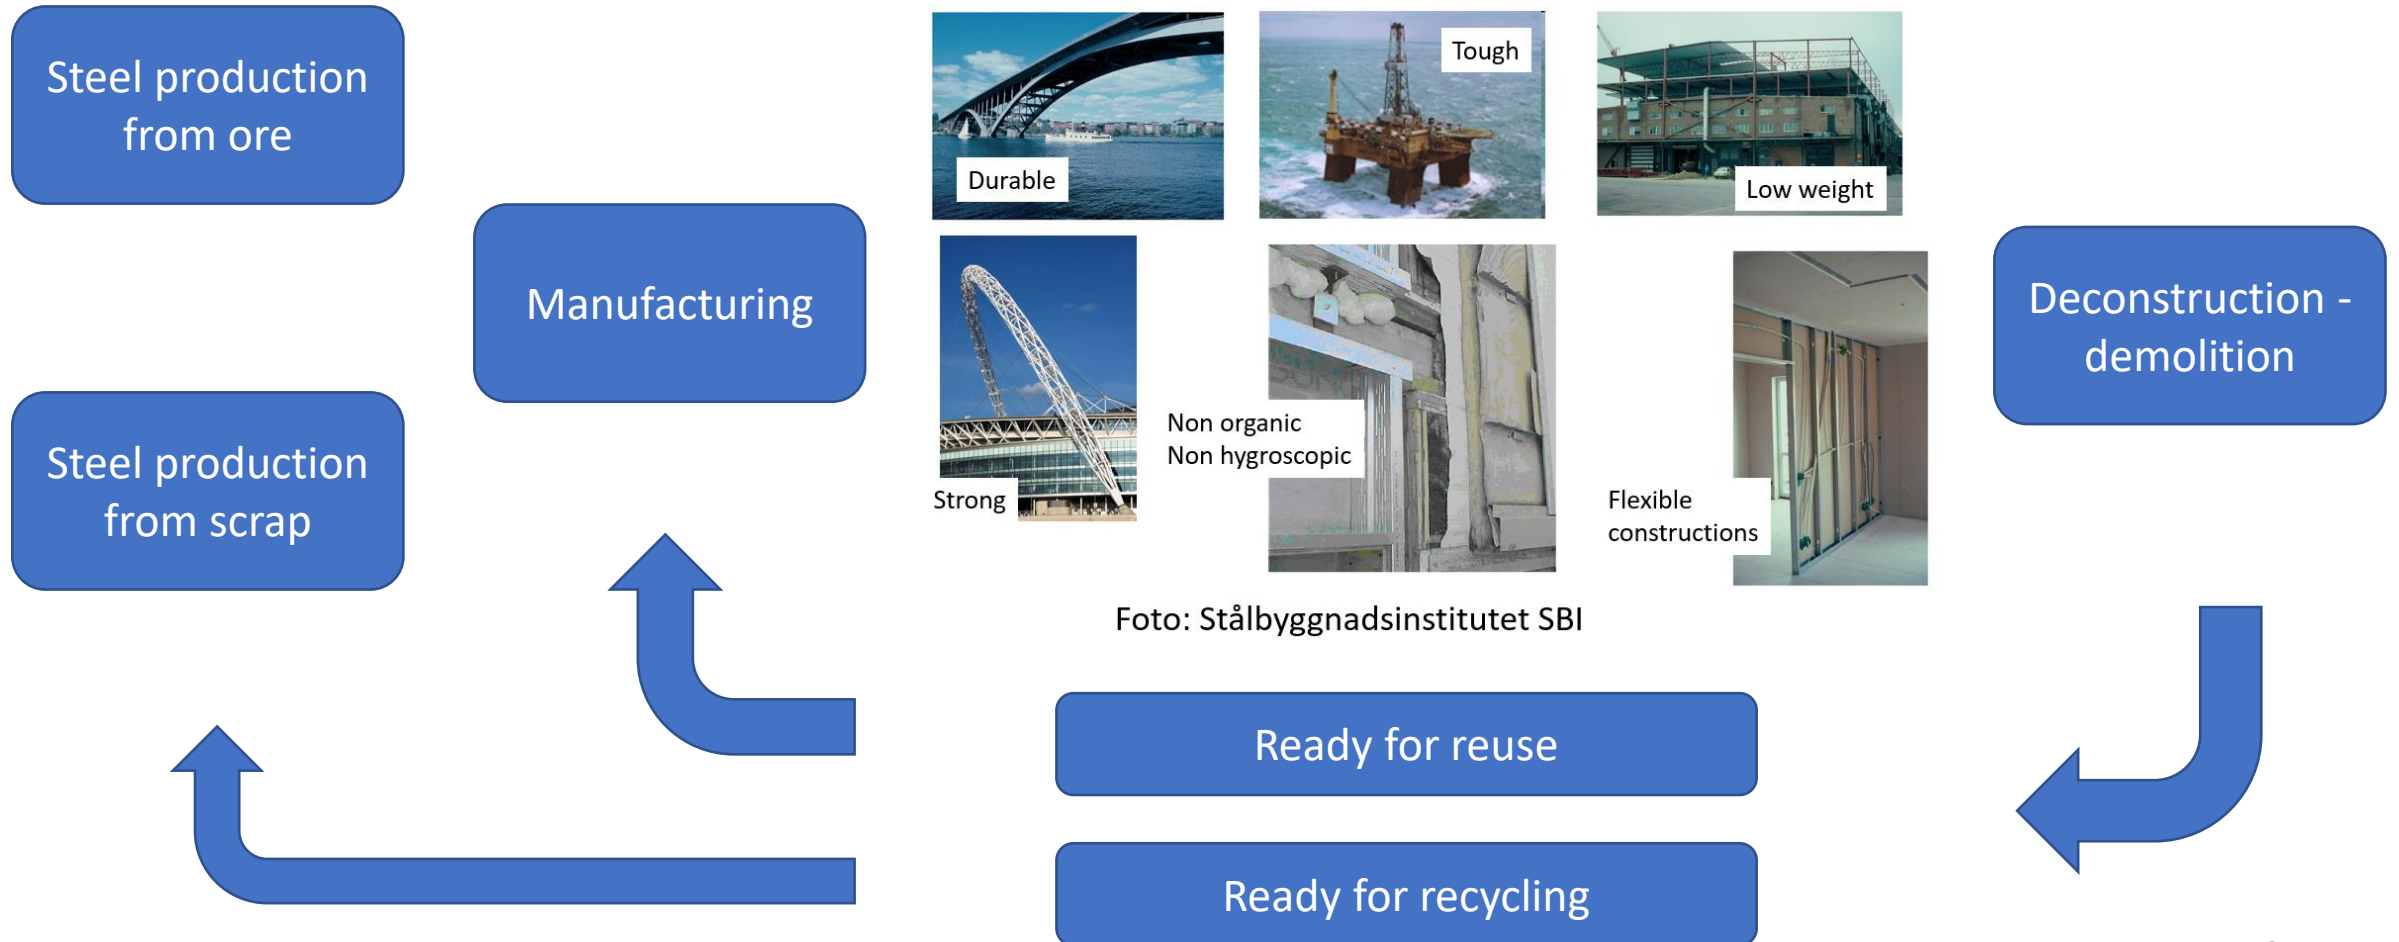 Steel production
from ore
Steel production
from scrap
Manufacturing
Durable
Tough
Low weight
Strong
Non organic
Non hygroscopic
Flexible
constructions
Foto: Stålbyggnadsinstitutet SBI
Deconstruction -
demolition
Ready for reuse
Ready for recycling